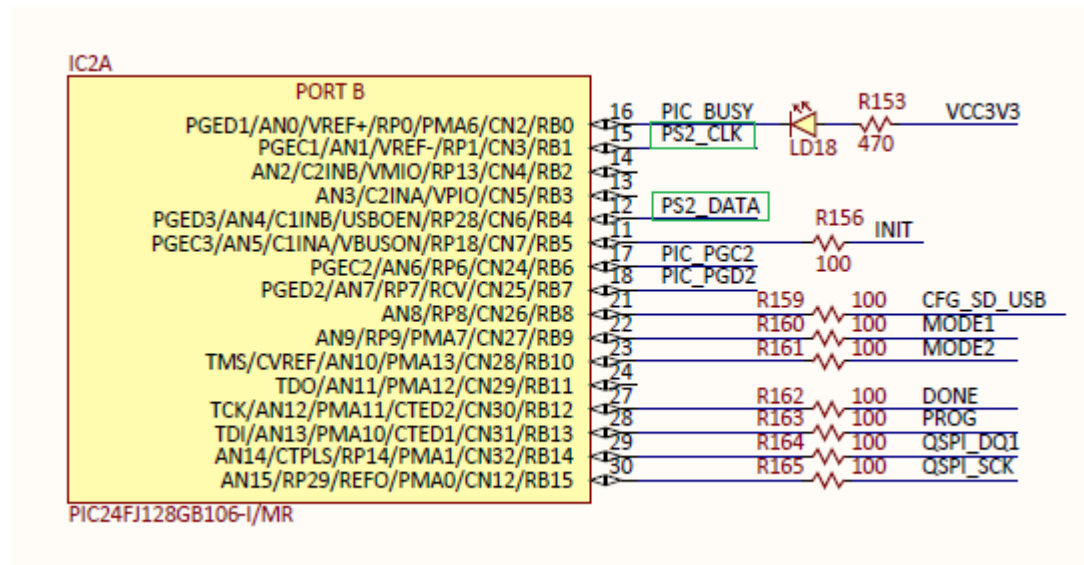 IC2A
PORT B
PGED1/AN0/VREF+/RP0/PMA6/CN2/RB0 16 PIC_BUSY LD18 R153 470 VCC3V3
PGEC1/AN1/VREF-/RP1/CN3/RB1 15 PS2_CLK
AN2/C2INB/VMIO/RP13/CN4/RB2 14
AN3/C2INA/VPIO/CN5/RB3 13
PGED3/AN4/C1INB/USBOEN/RP28/CN6/RB4 12 PS2_DATA
PGEC3/AN5/C1INA/VBUSON/RP18/CN7/RB5 11 R156 100 INIT
PGEC2/AN6/RP6/CN24/RB6 17 PIC_PGC2
PGED2/AN7/RP7/RCV/CN25/RB7 18 PIC_PGD2
AN8/RP8/CN26/RB8 21 R159 100 CFG_SD_USB
AN9/RP9/PMA7/CN27/RB9 22 R160 100 MODE1
TMS/CVREF/AN10/PMA13/CN28/RB10 23 R161 100 MODE2
TDO/AN11/PMA12/CN29/RB11 24
TCK/AN12/PMA11/CTED2/CN30/RB12 27 R162 100 DONE
TDI/AN13/PMA10/CTED1/CN31/RB13 28 R163 100 PROG
AN14/CTPLS/RP14/PMA1/CN32/RB14 29 R164 100 QSPI_DQ1
AN15/RP29/REFO/PMA0/CN12/RB15 30 R165 100 QSPI_SCK
PIC24FJ128GB106-I/MR